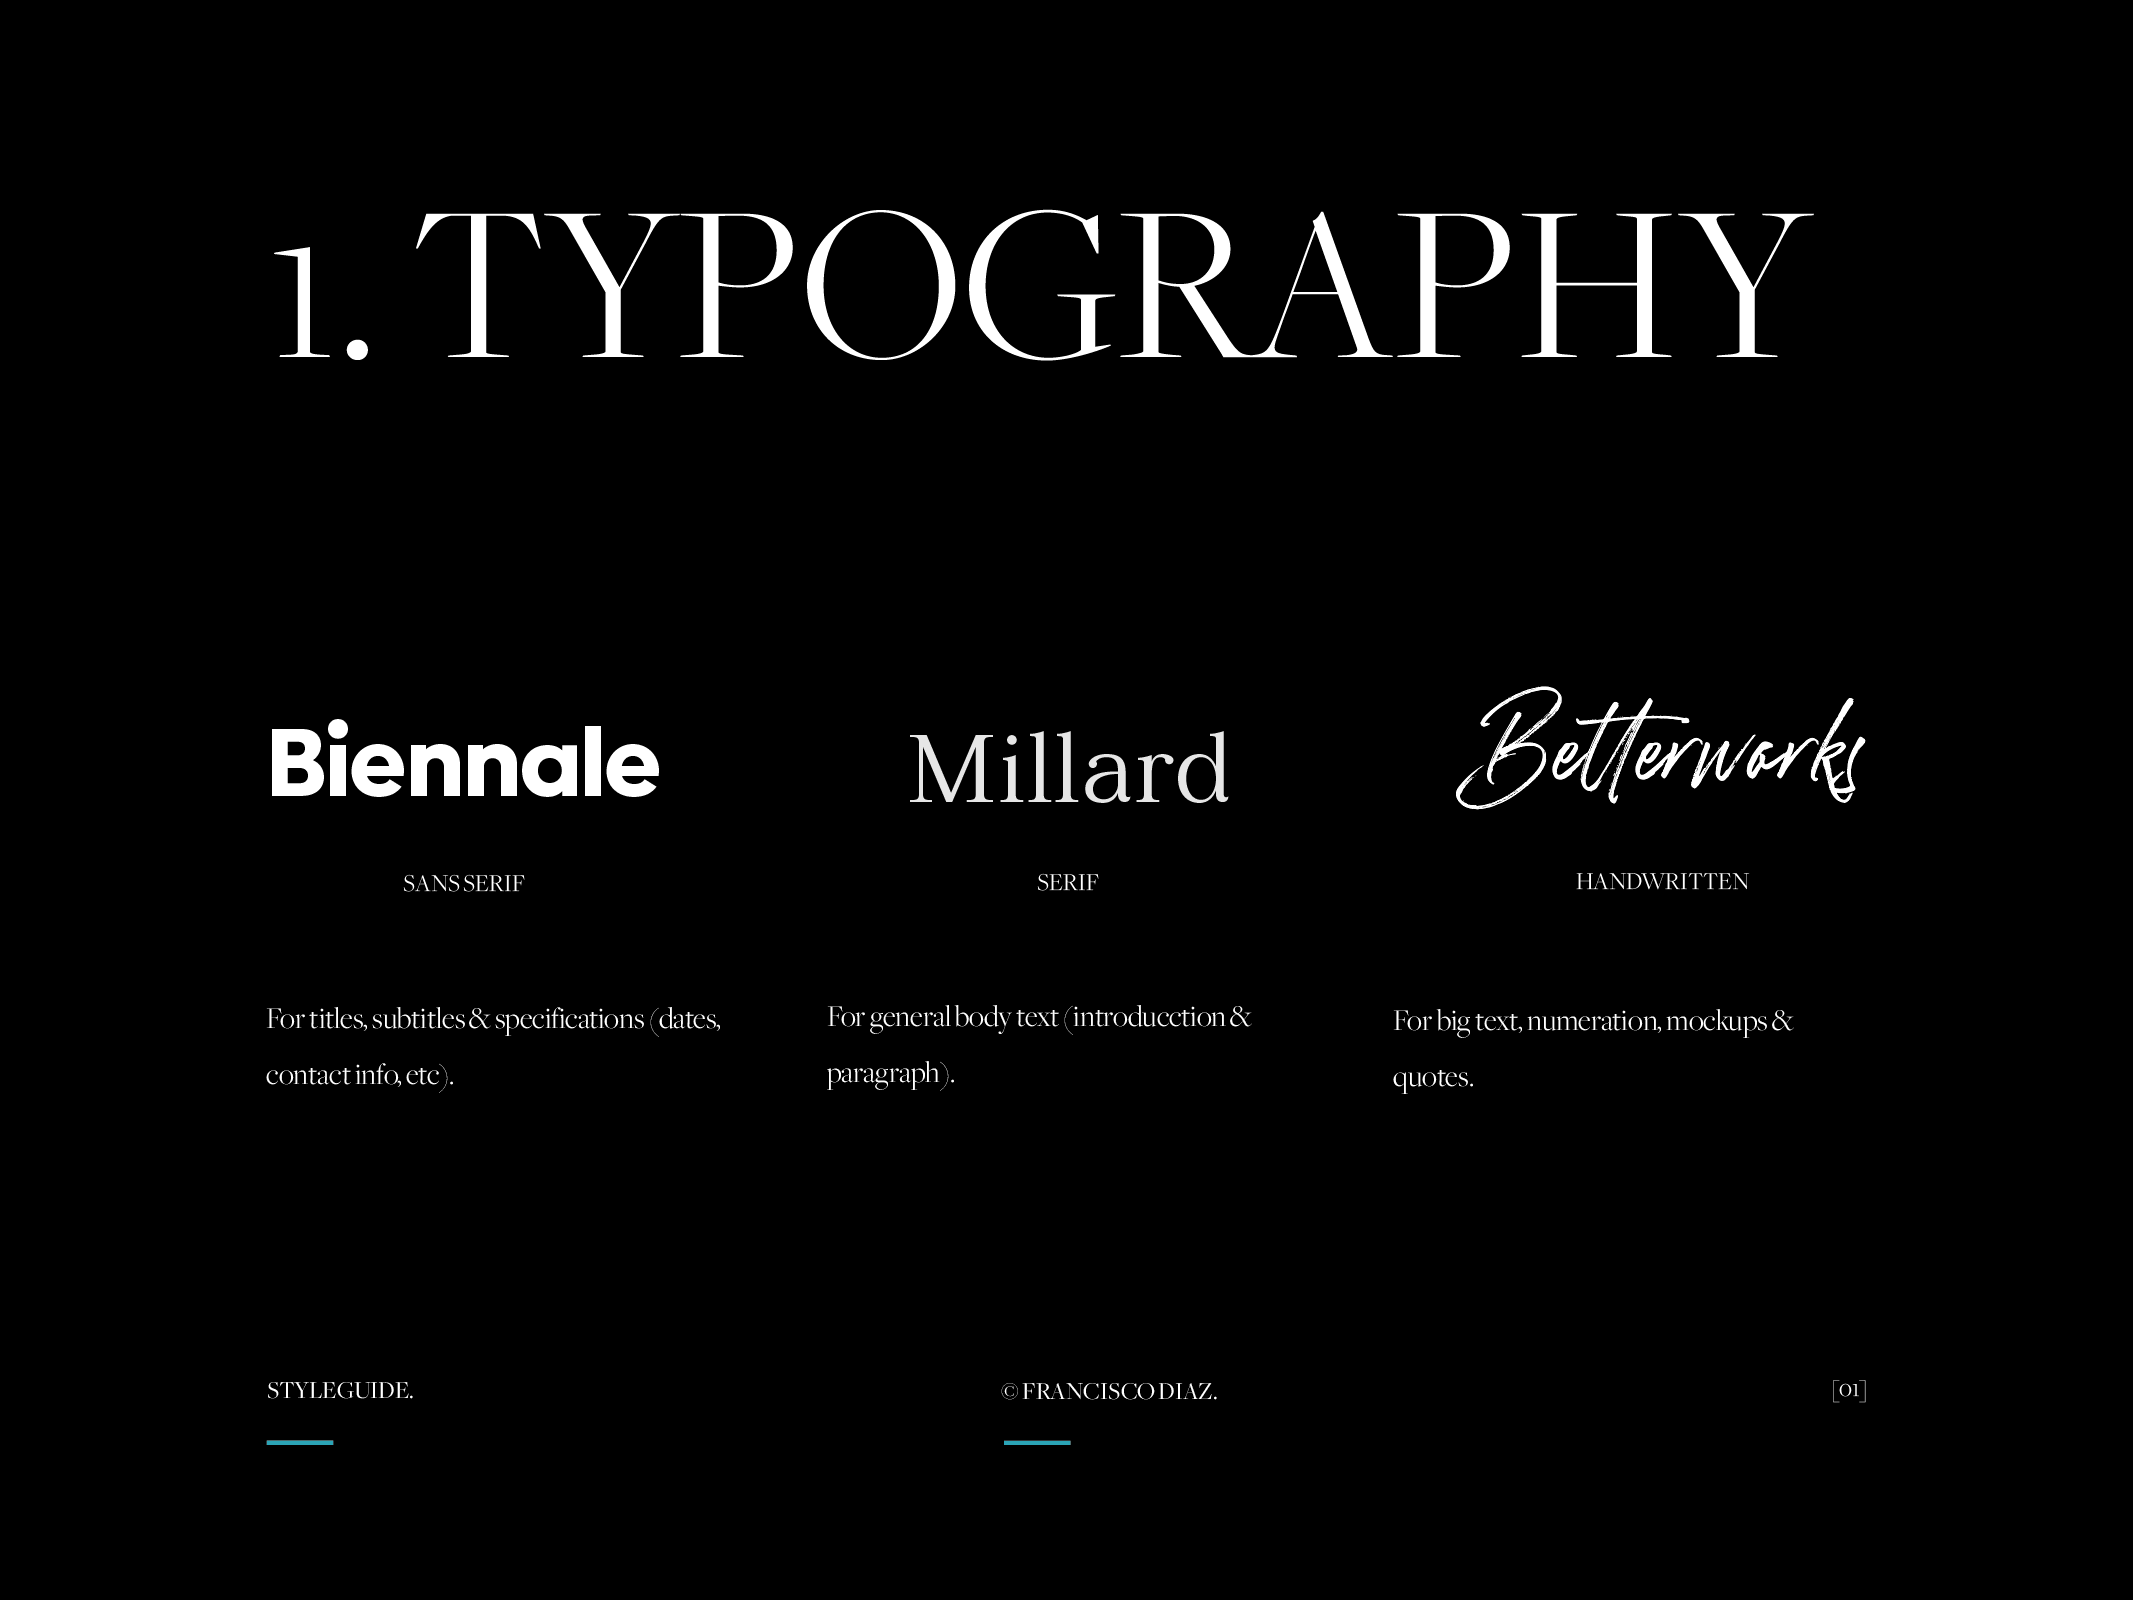 1. TYPOGRAPHY
Biennale
Millard
Betterworks
SANS SERIF
SERIF
HANDWRITTEN
For titles, subtitles & specifications (dates,
contact info, etc).
For general body text (introducction &
paragraph).
For big text, numeration, mockups &
quotes.
STYLEGUIDE.
© FRANCISCO DIAZ.
[01]